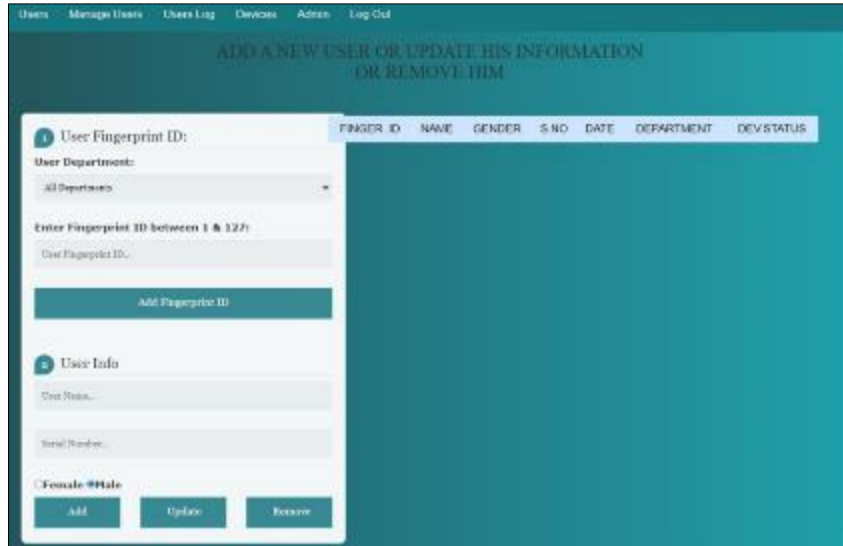 Users Manage Users Users Log Devices Admin Log Out
ADD A NEW USER OR UPDATE HIS INFORMATION
OR REMOVE HIM
1 User Fingerprint ID:
User Department:
All Departments
Enter Fingerprint ID between 1 & 127:
User Fingerprint ID...
Add Fingerprint ID
2 User Info
User Name...
Serial Number...
Female Male
Add Update Remove
FINGER ID NAME GENDER S.NO DATE DEPARTMENT DEV.STATUS